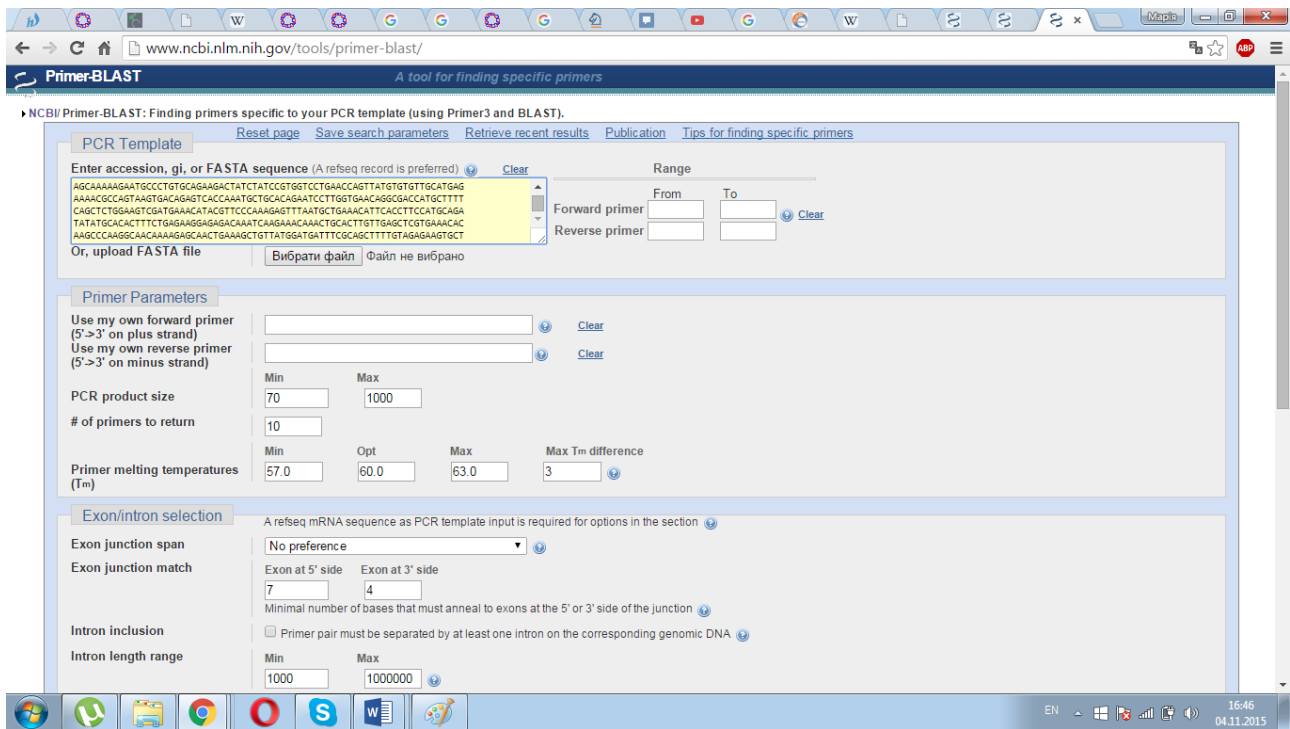 Марія
www.ncbi.nlm.nih.gov/tools/primer-blast/
ABP
Primer-BLAST A tool for finding specific primers
NCBI/ Primer-BLAST: Finding primers specific to your PCR template (using Primer3 and BLAST).
Reset page Save search parameters Retrieve recent results Publication Tips for finding specific primers
PCR Template
Enter accession, gi, or FASTA sequence (A refseq record is preferred) Clear Range
AGCAAAAAGAATGCCCTGTGCAGAAGACTATCTATCCGTGGTCCTGAACCAGTTATGTGTGTTGCATGAG
AAAACGCCAGTAAGTGACAGAGTCACCAAATGCTGCACAGAATCCTTGGTGAACAGGCGACCATGCTTTT
CAGCTCTGGAAGTCGATGAAACATACGTTCCCAAAGAGTTTAATGCTGAAACATTCACCTTCCATGCAGA
TATATGCACACTTTCTGAGAAGGAGAGACAAATCAAGAAACAAACTGCACTTGTTGAGCTCGTGAAACAC
AAGCCCAAGGCAACAAAAGAGCAACTGAAAGCTGTTATGGATGATTTCGCAGCTTTTGTAGAGAAGTGCT
From To
Forward primer Clear
Reverse primer
Or, upload FASTA file Вибрати файл Файл не вибрано
Primer Parameters
Use my own forward primer
(5'->3' on plus strand) Clear
Use my own reverse primer
(5'->3' on minus strand) Clear
Min Max
PCR product size 70 1000
# of primers to return 10
Min Opt Max Max Tm difference
Primer melting temperatures 57.0 60.0 63.0 3
(Tm)
Exon/intron selection
A refseq mRNA sequence as PCR template input is required for options in the section
Exon junction span No preference
Exon junction match Exon at 5' side Exon at 3' side
7 4
Minimal number of bases that must anneal to exons at the 5' or 3' side of the junction
Intron inclusion Primer pair must be separated by at least one intron on the corresponding genomic DNA
Intron length range Min Max
1000 1000000
EN 16:46
04.11.2015